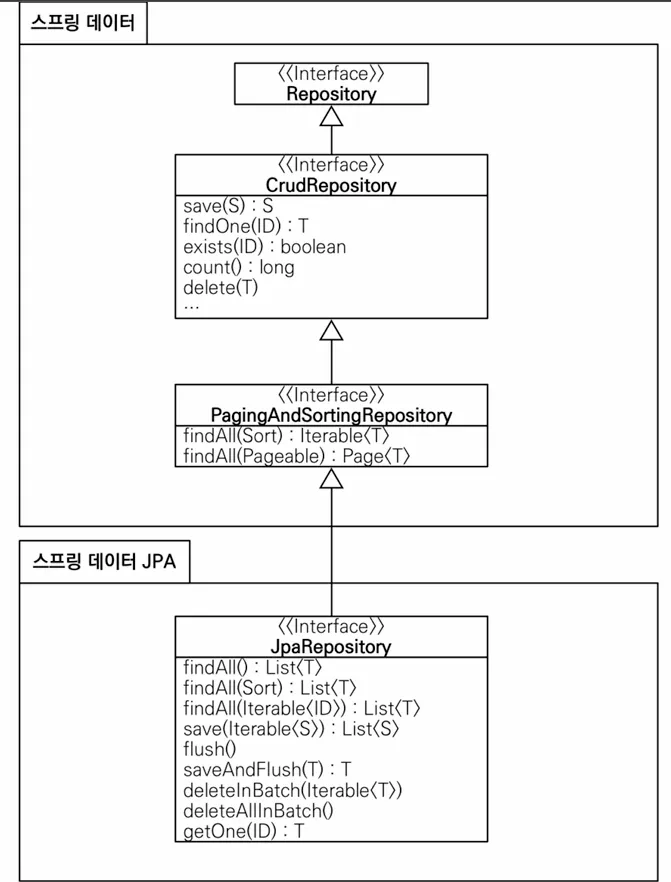 스프링 데이터
〈〈Interface〉〉
Repository
〈〈Interface〉〉
CrudRepository
save(S) : S
findOne(ID) : T
exists(ID) : boolean
count() : long
delete(T)
...
〈〈Interface〉〉
PagingAndSortingRepository
findAll(Sort) : Iterable〈T〉
findAll(Pageable) : Page〈T〉
스프링 데이터 JPA
〈〈Interface〉〉
JpaRepository
findAll() : List〈T〉
findAll(Sort) : List〈T〉
findAll(Iterable〈ID〉) : List〈T〉
save(Iterable〈S〉) : List〈S〉
flush()
saveAndFlush(T) : T
deleteInBatch(Iterable〈T〉)
deleteAllInBatch()
getOne(ID) : T